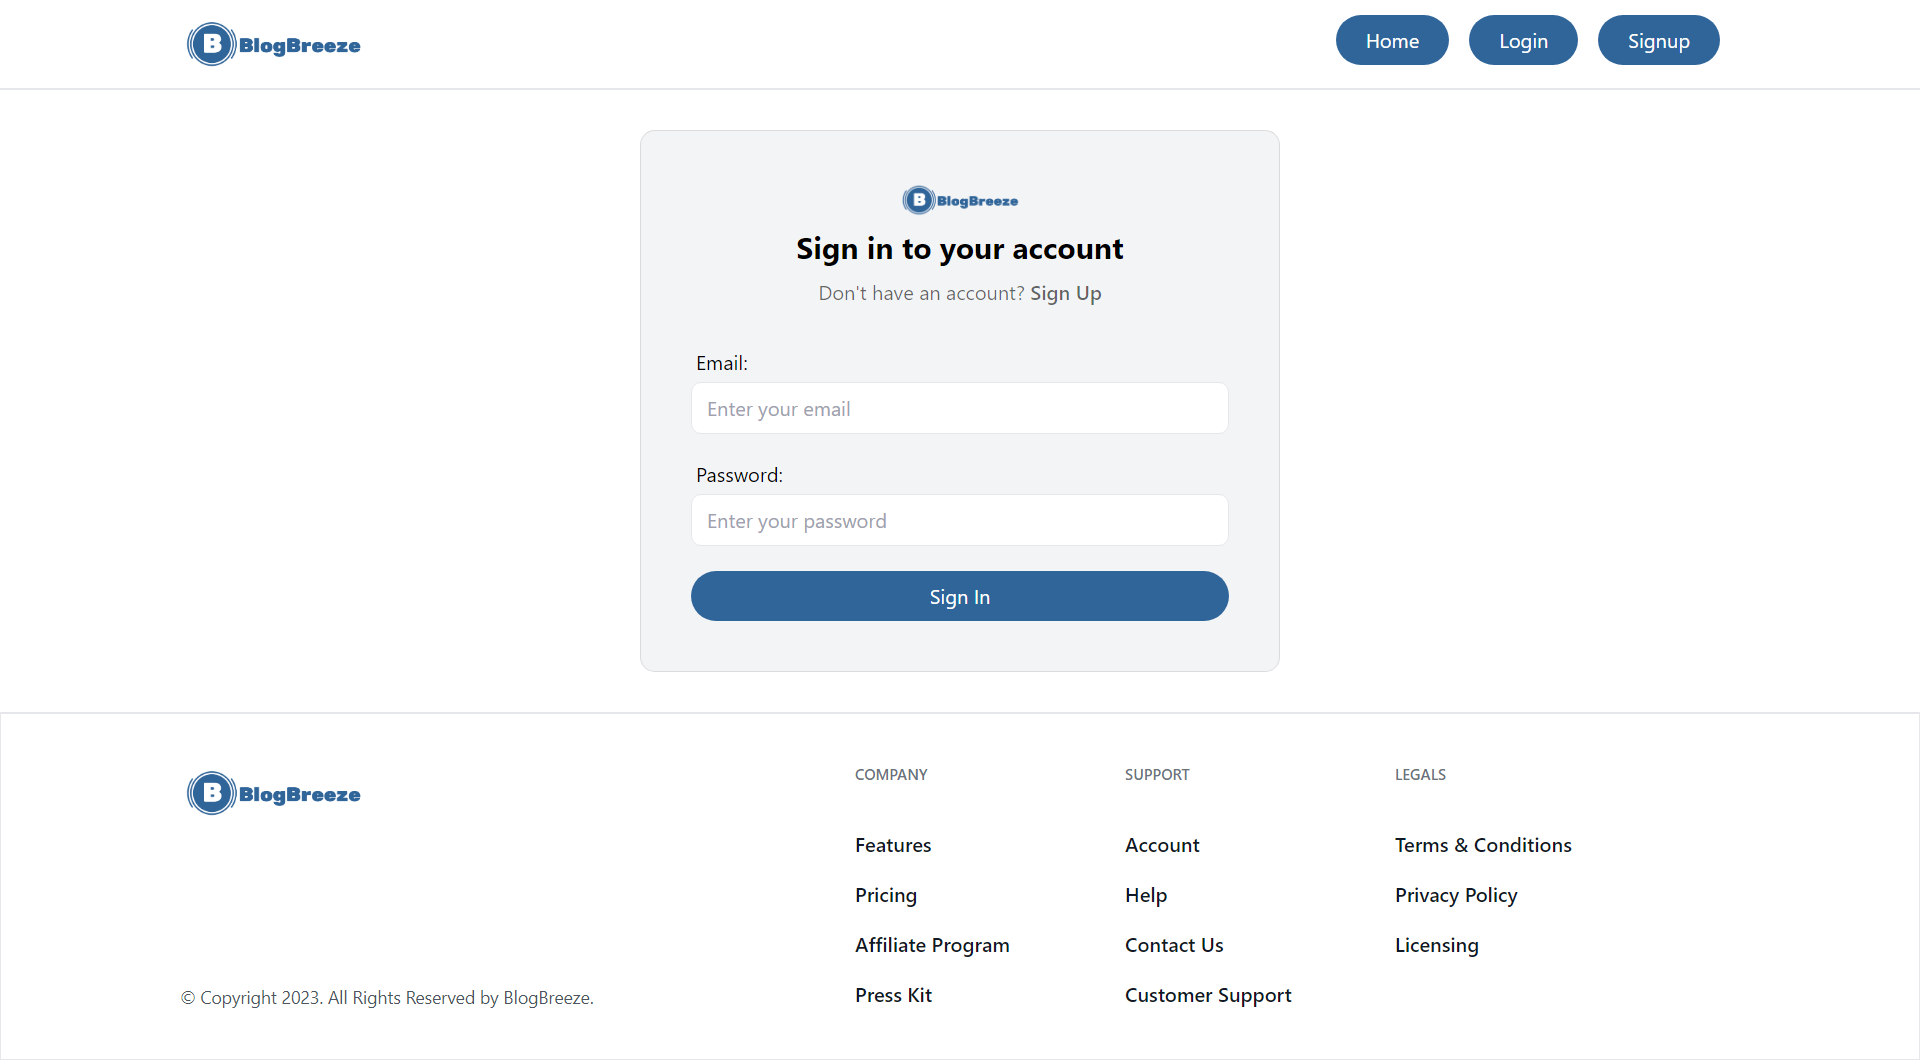 B BlogBreeze
Home
Login
Signup
B BlogBreeze
Sign in to your account
Don't have an account? Sign Up
Email:
Enter your email
Password:
Enter your password
Sign In
B BlogBreeze
© Copyright 2023. All Rights Reserved by BlogBreeze.
COMPANY
Features
Pricing
Affiliate Program
Press Kit
SUPPORT
Account
Help
Contact Us
Customer Support
LEGALS
Terms & Conditions
Privacy Policy
Licensing